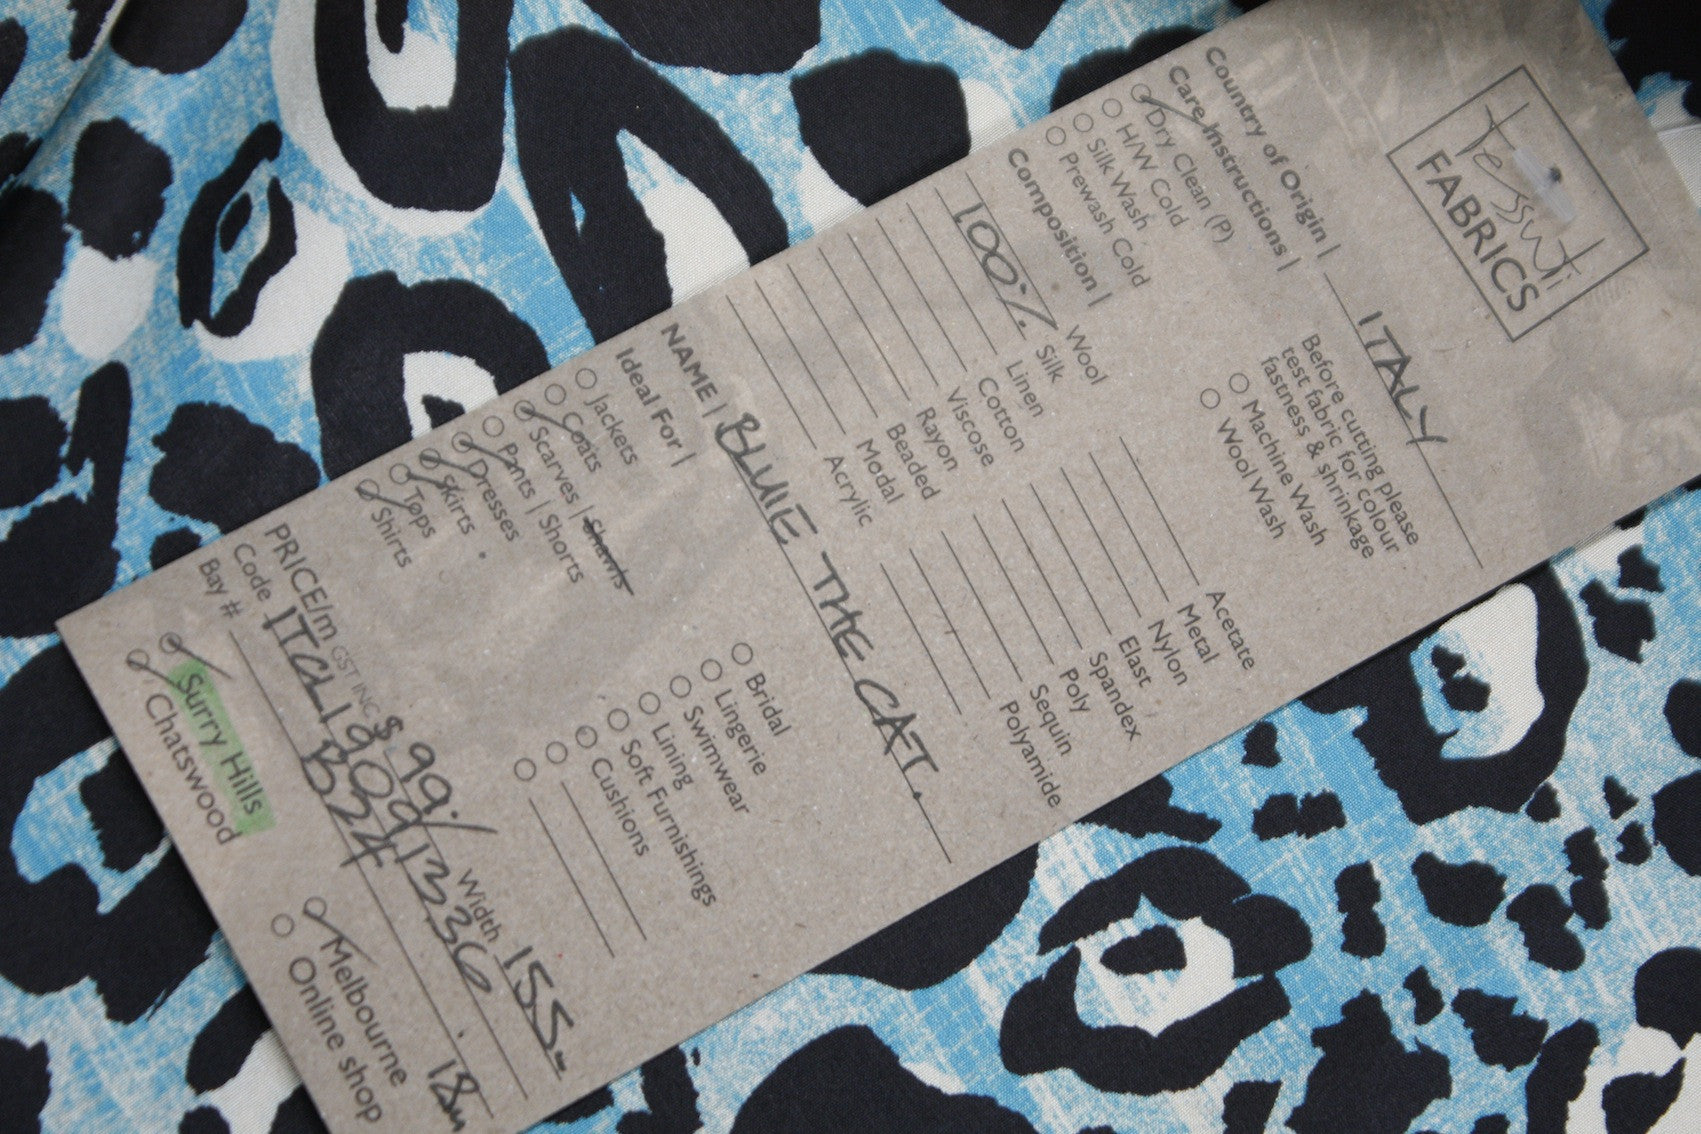 Tessuti
FABRICS
Country of Origin | ITALY
Care Instructions |
Dry Clean (P)
H/W Cold
Silk Wash
Prewash Cold
Before cutting please
test fabric for colour
fastness & shrinkage
Machine Wash
Wool Wash
Composition |
Wool
100% Silk
Linen
Cotton
Viscose
Rayon
Beaded
Modal
Acrylic
Acetate
Metal
Nylon
Elast
Spandex
Poly
Sequin
Polyamide
NAME | BLUE THE CAT.
Ideal For |
Jackets
Coats
Scarves | Shawls
Pants | Shorts
Dresses
Skirts
Tops
Shirts
Bridal
Lingerie
Swimwear
Lining
Soft Furnishings
Cushions
PRICE/m GST INC $99./ Width 155-
Code
Bay # B24 18m
Surry Hills
Chatswood
Melbourne
Online shop